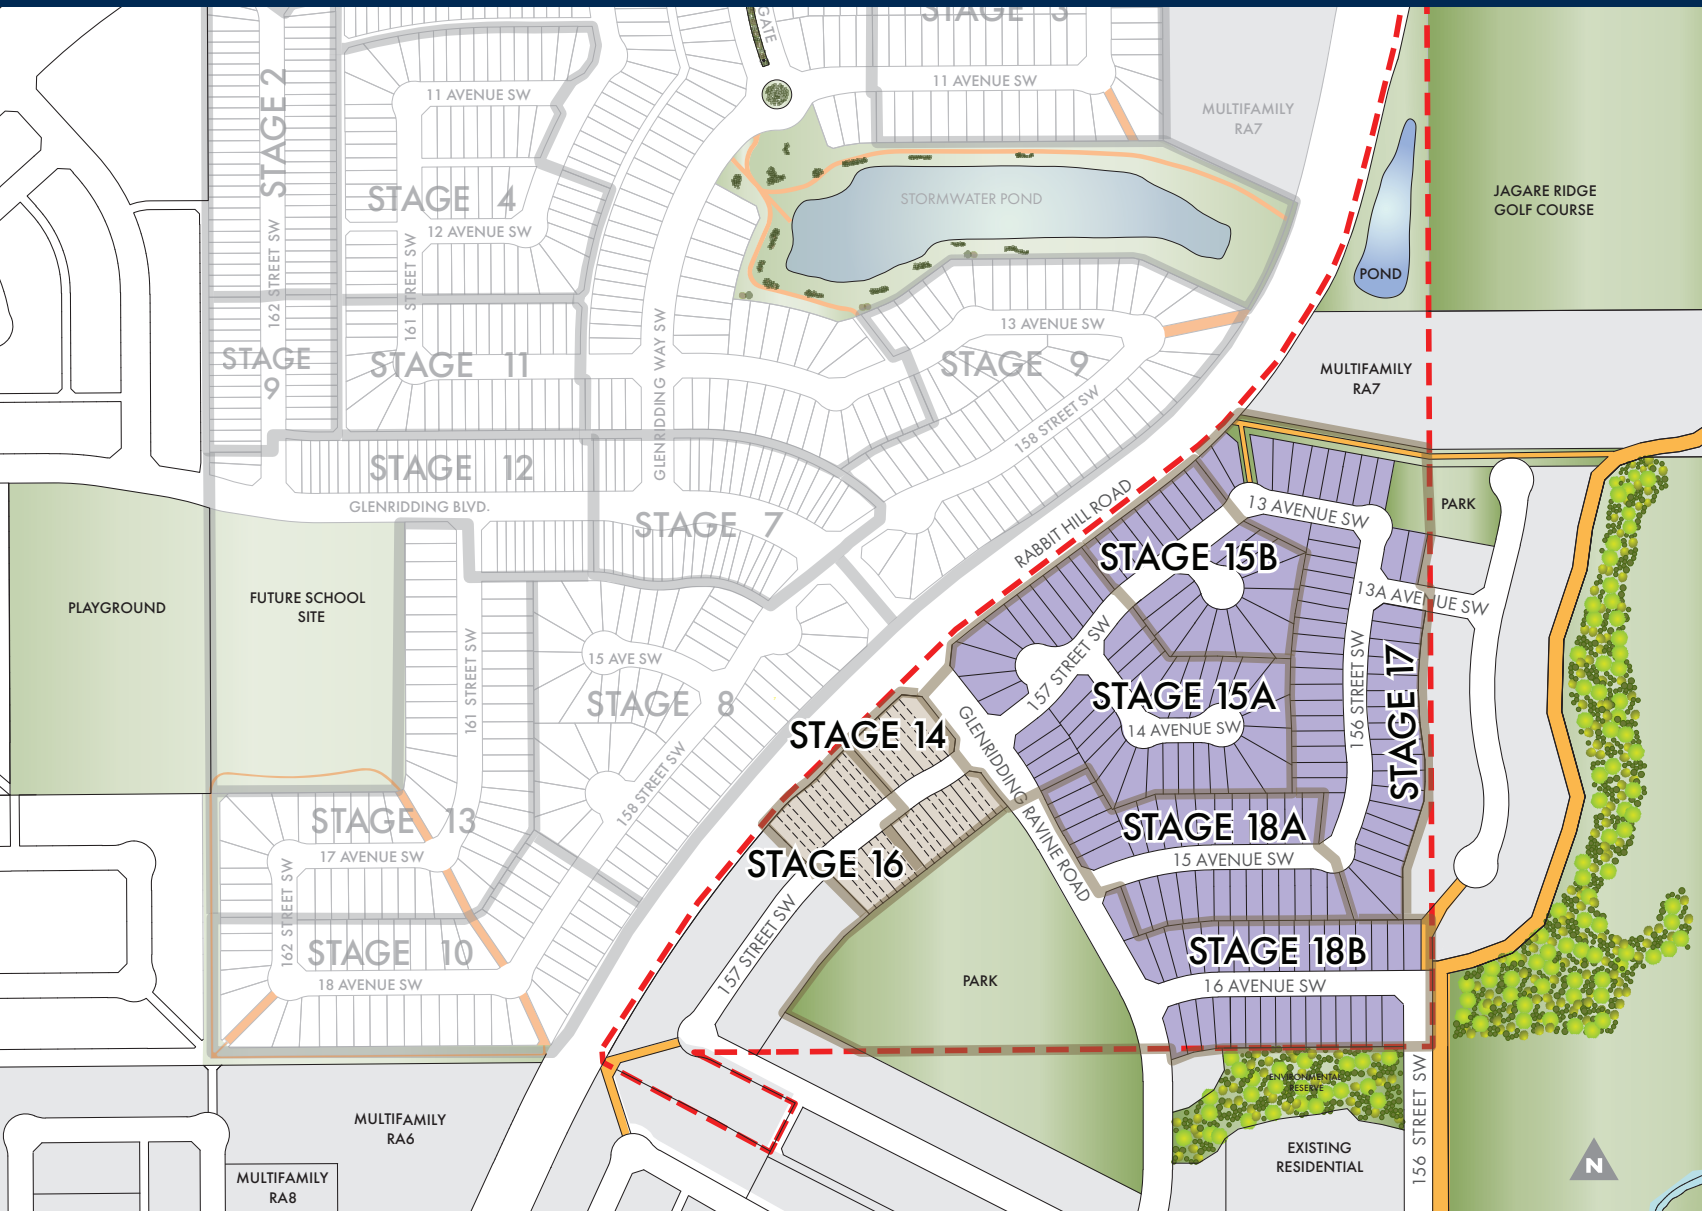 STAGE 3
GATE
11 AVENUE SW
11 AVENUE SW
MULTIFAMILY
RA7
STAGE 2
STAGE 4
12 AVENUE SW
STORMWATER POND
JAGARE RIDGE
GOLF COURSE
POND
162 STREET SW
161 STREET SW
GLENRIDDING WAY SW
13 AVENUE SW
STAGE
9
STAGE 11
STAGE 9
158 STREET SW
MULTIFAMILY
RA7
STAGE 12
GLENRIDDING BLVD.
STAGE 7
RABBIT HILL ROAD
13 AVENUE SW
PARK
STAGE 15B
PLAYGROUND
FUTURE SCHOOL
SITE
13A AVENUE SW
161 STREET SW
15 AVE SW
157 STREET SW
156 STREET SW
STAGE 17
STAGE 8
STAGE 15A
14 AVENUE SW
STAGE 14
GLENRIDDING RAVINE ROAD
158 STREET SW
STAGE 13
STAGE 18A
17 AVENUE SW
15 AVENUE SW
STAGE 16
162 STREET SW
157 STREET SW
STAGE 10
STAGE 18B
18 AVENUE SW
PARK
16 AVENUE SW
ENVIRONMENTAL
RESERVE
156 STREET SW
MULTIFAMILY
RA6
EXISTING
RESIDENTIAL
MULTIFAMILY
RA8
N